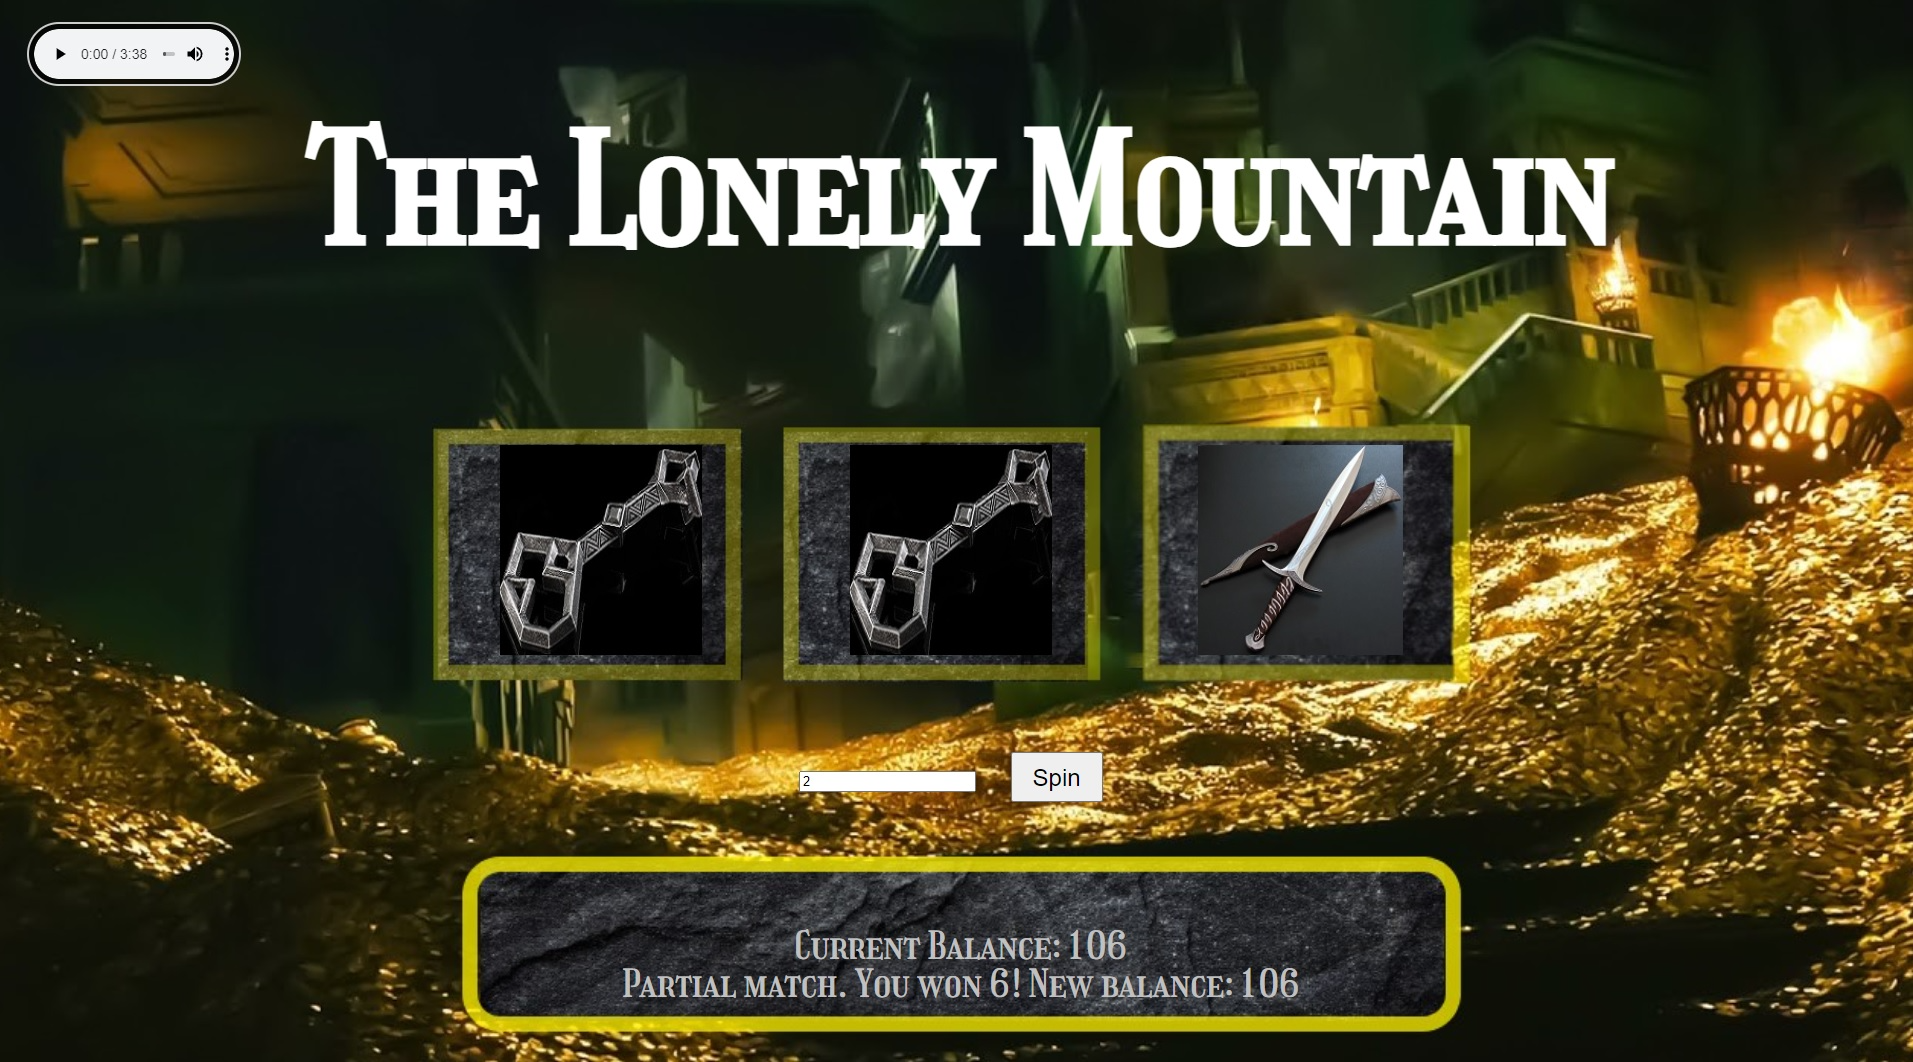 0:00 / 3:38
The Lonely Mountain
2
Spin
Current Balance: 106
Partial match. You won 6! New balance: 106